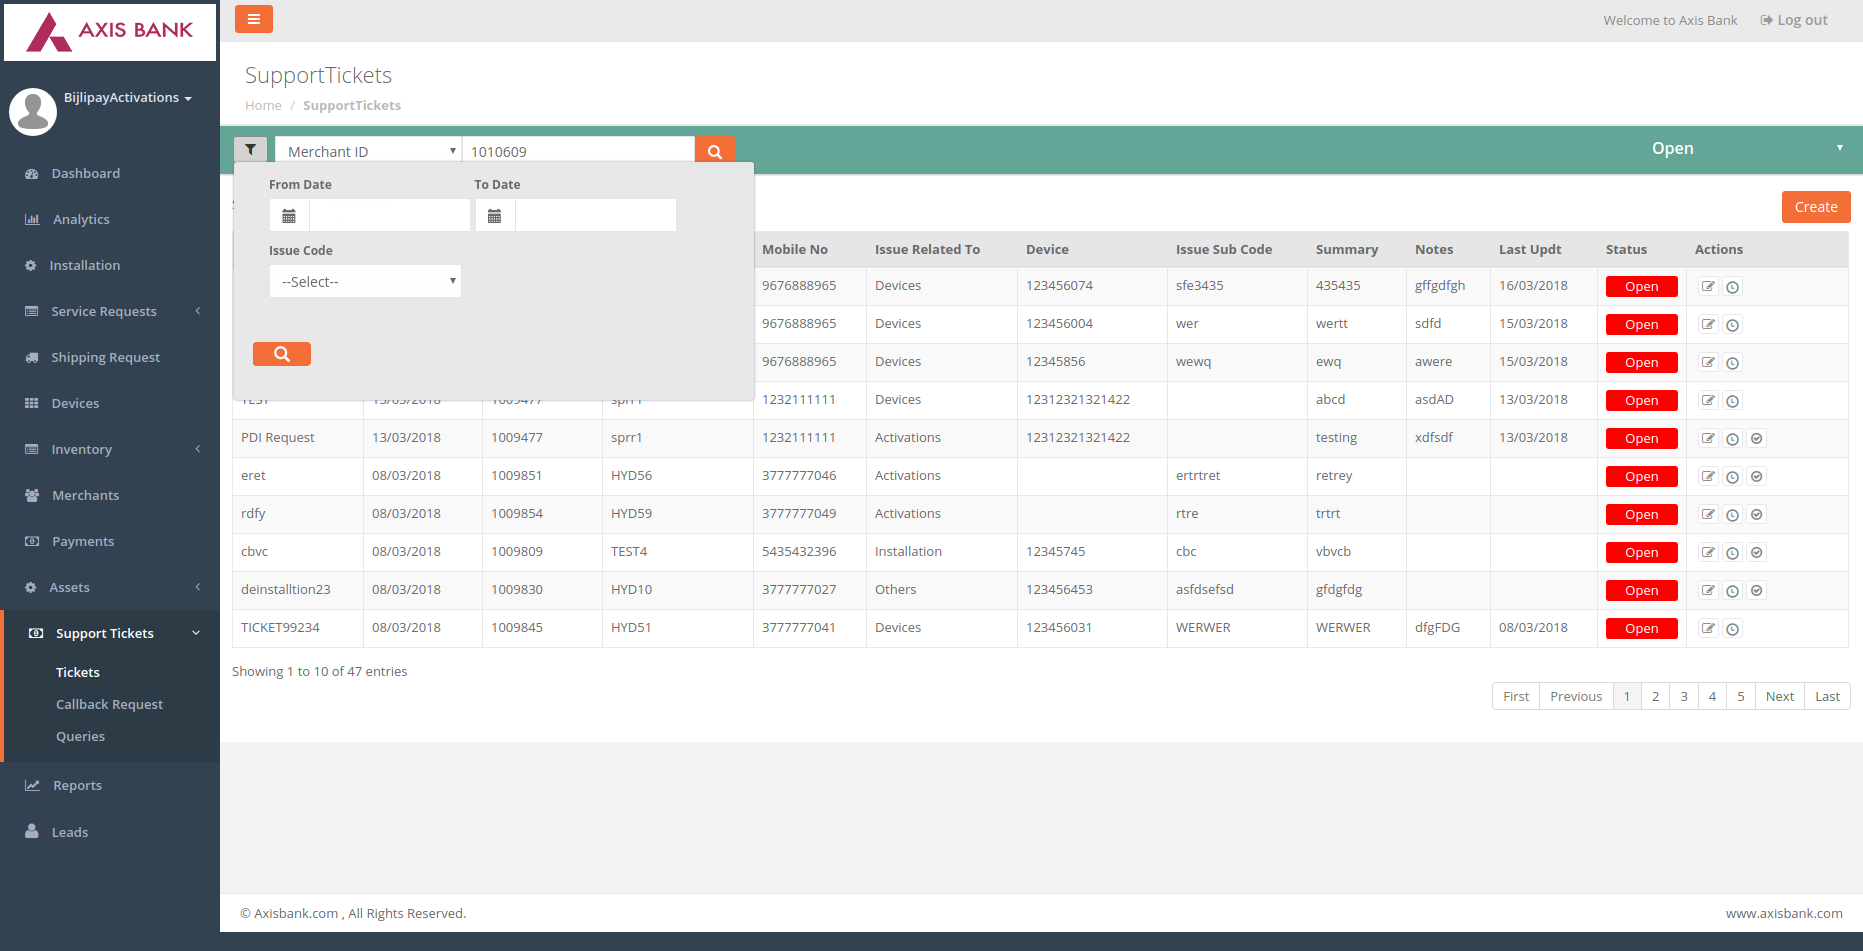 AXIS BANK
Welcome to Axis Bank Log out
BijlipayActivations
SupportTickets
Home / SupportTickets
Merchant ID 1010609 Open
From Date To Date
Issue Code
--Select--
Create
Dashboard
Analytics
Installation
Service Requests
Shipping Request
Devices
Inventory
Merchants
Payments
Assets
Support Tickets
Tickets
Callback Request
Queries
Reports
Leads
Mobile No Issue Related To Device Issue Sub Code Summary Notes Last Updt Status Actions
9676888965 Devices 123456074 sfe3435 435435 gffgdfgh 16/03/2018 Open
9676888965 Devices 123456004 wer wertt sdfd 15/03/2018 Open
9676888965 Devices 12345856 wewq ewq awere 15/03/2018 Open
TEST 13/03/2018 1009477 sprr1 1232111111 Devices 12312321321422 abcd asdAD 13/03/2018 Open
PDI Request 13/03/2018 1009477 sprr1 1232111111 Activations 12312321321422 testing xdfsdf 13/03/2018 Open
eret 08/03/2018 1009851 HYD56 3777777046 Activations ertrtret retrey Open
rdfy 08/03/2018 1009854 HYD59 3777777049 Activations rtre trtrt Open
cbvc 08/03/2018 1009809 TEST4 5435432396 Installation 12345745 cbc vbvcb Open
deinstalltion23 08/03/2018 1009830 HYD10 3777777027 Others 123456453 asfdsefsd gfdgfdg Open
TICKET99234 08/03/2018 1009845 HYD51 3777777041 Devices 123456031 WERWER WERWER dfgFDG 08/03/2018 Open
Showing 1 to 10 of 47 entries
First Previous 1 2 3 4 5 Next Last
© Axisbank.com , All Rights Reserved. www.axisbank.com